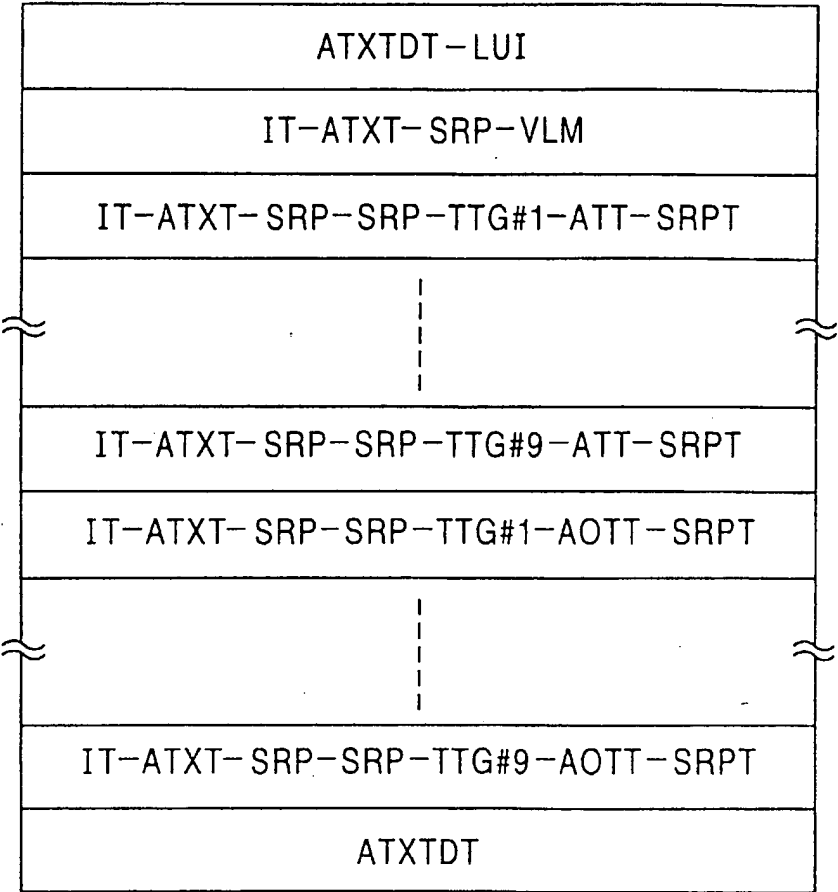 ATXTDT-LUI
IT-ATXT-SRP-VLM
IT-ATXT-SRP-SRP-TTG#1-ATT-SRPT
IT-ATXT-SRP-SRP-TTG#9-ATT-SRPT
IT-ATXT-SRP-SRP-TTG#1-AOTT-SRPT
IT-ATXT-SRP-SRP-TTG#9-AOTT-SRPT
ATXTDT